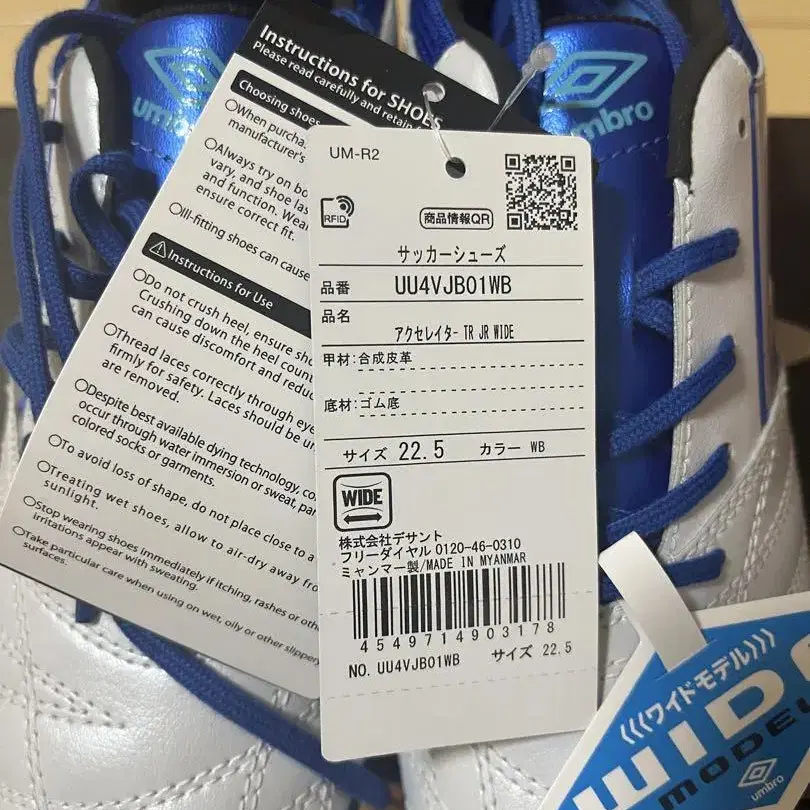 umbro
umbro
Instructions for SHOES
Please read carefully and retain
Choosing shoes
○When purcha
manufacturer's
○Always try on bo
vary, and shoe las
and function. Wea
ensure correct fit.
○Ill-fitting shoes can cause
Instructions for Use
○Do not crush heel, ensure sho
Crushing down the heel count
can cause discomfort and reduc
○Thread laces correctly through eye
firmly for safety. Laces should be un
are removed.
○Despite best available dying technology, co
occur through water immersion or sweat, par
colored socks or garments.
○To avoid loss of shape, do not place close to a
○Treating wet shoes, allow to air-dry away from
sunlight.
○Stop wearing shoes immediately if itching, rashes or othe
irritations appear with sweating.
○Take particular care when using on wet, oily or other slippery
surfaces.
UM-R2
RFID
商品情報QR
サッカーシューズ
品番 UU4VJB01WB
品名
アクセレイター TR JR WIDE
甲材:合成皮革
底材:ゴム底
サイズ 22.5 カラー WB
WIDE
株式会社デサント
フリーダイヤル 0120-46-0310
ミャンマー製/MADE IN MYANMAR
4549714903178
NO. UU4VJB01WB サイズ 22.5
(((ワイドモデル)))
WIDE
MODEL
umbro